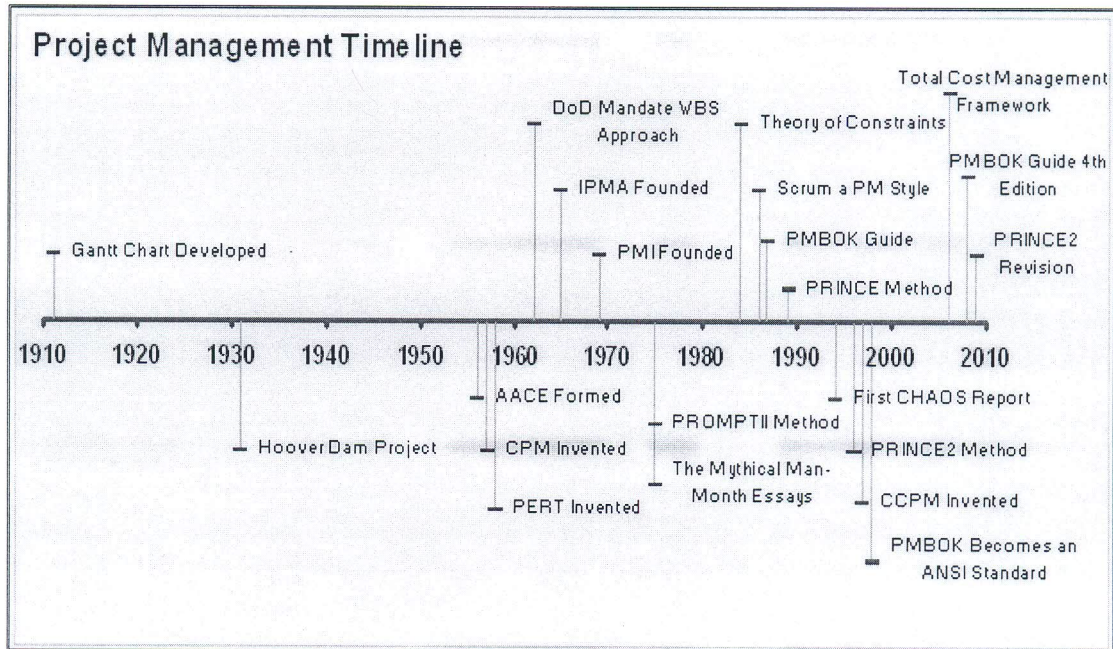 Project Management Timeline
Total Cost Management
Framework
DoD Mandate WBS
Approach
Theory of Constraints
PMBOK Guide 4th
Edition
IPMA Founded
Scrum a PM Style
Gantt Chart Developed
PMI Founded
PMBOK Guide
PRINCE2
Revision
PRINCE Method
1910 1920 1930 1940 1950 1960 1970 1980 1990 2000 2010
AACE Formed
First CHAOS Report
PROMPTII Method
Hoover Dam Project
CPM Invented
PRINCE2 Method
The Mythical Man-
Month Essays
PERT Invented
CCPM Invented
PMBOK Becomes an
ANSI Standard